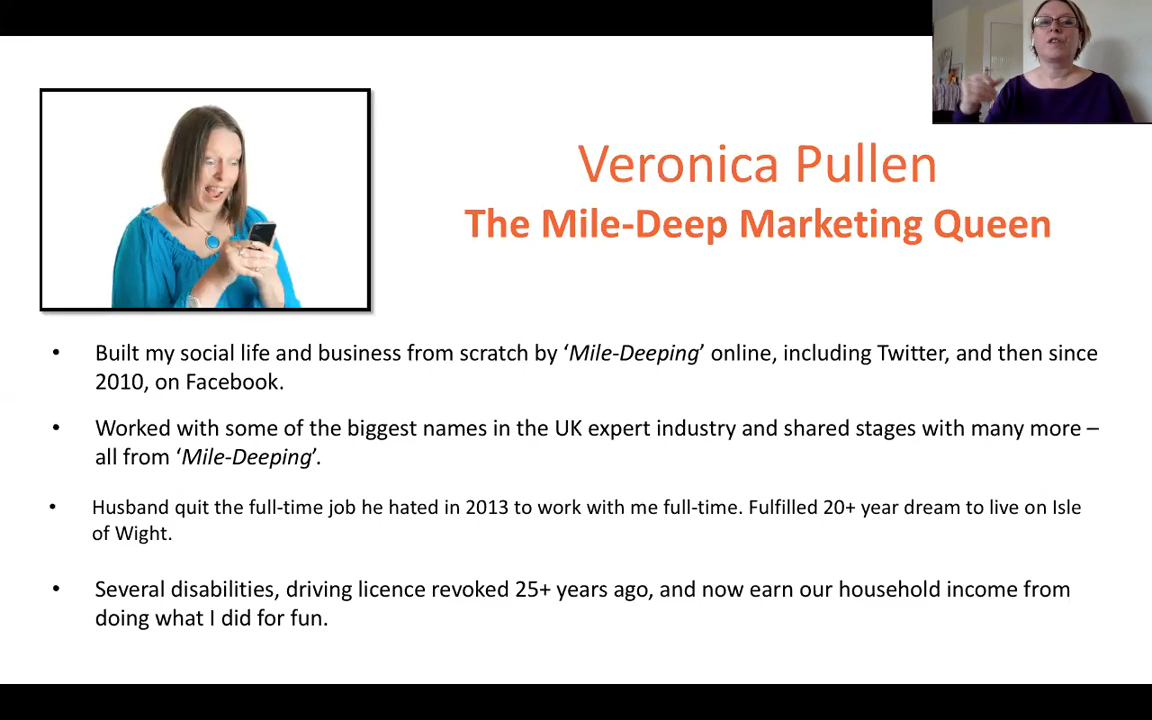 Veronica Pullen
The Mile-Deep Marketing Queen
• Built my social life and business from scratch by ‘Mile-Deeping’ online, including Twitter, and then since
2010, on Facebook.
• Worked with some of the biggest names in the UK expert industry and shared stages with many more –
all from ‘Mile-Deeping’.
• Husband quit the full-time job he hated in 2013 to work with me full-time. Fulfilled 20+ year dream to live on Isle
of Wight.
• Several disabilities, driving licence revoked 25+ years ago, and now earn our household income from
doing what I did for fun.